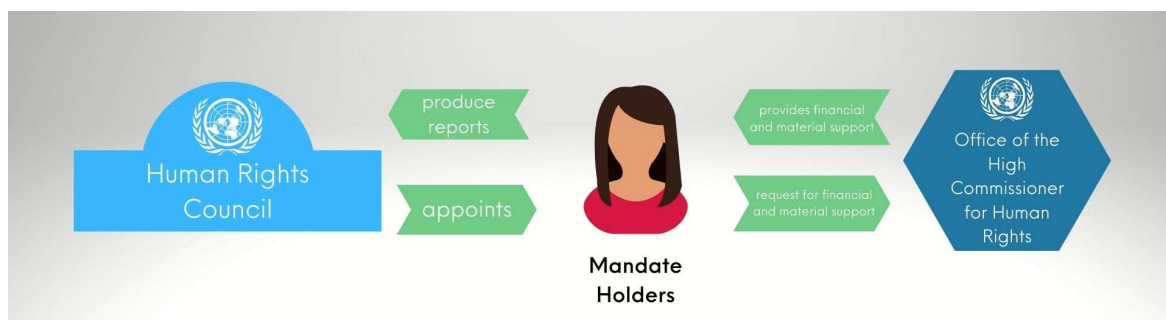 Human Rights
Council
produce
reports
appoints
Mandate
Holders
provides financial
and material support
request for financial
and material support
Office of the
High
Commissioner
for Human
Rights